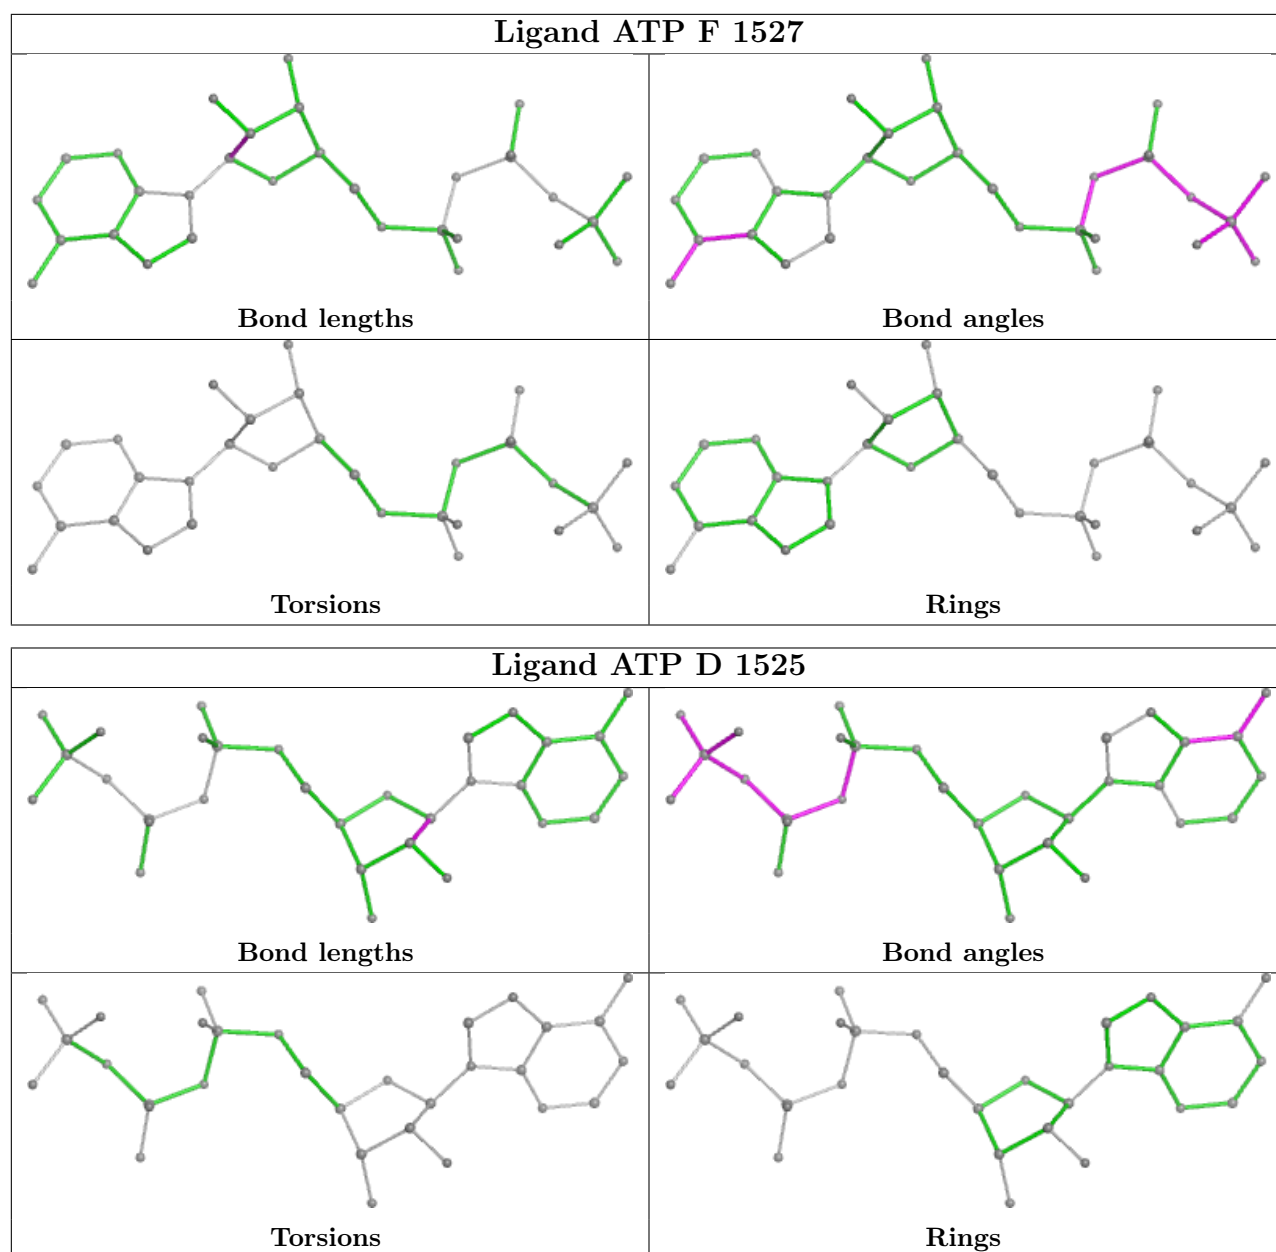 Ligand ATP F 1527
Bond lengths
Bond angles
Torsions
Rings
Ligand ATP D 1525
Bond lengths
Bond angles
Torsions
Rings